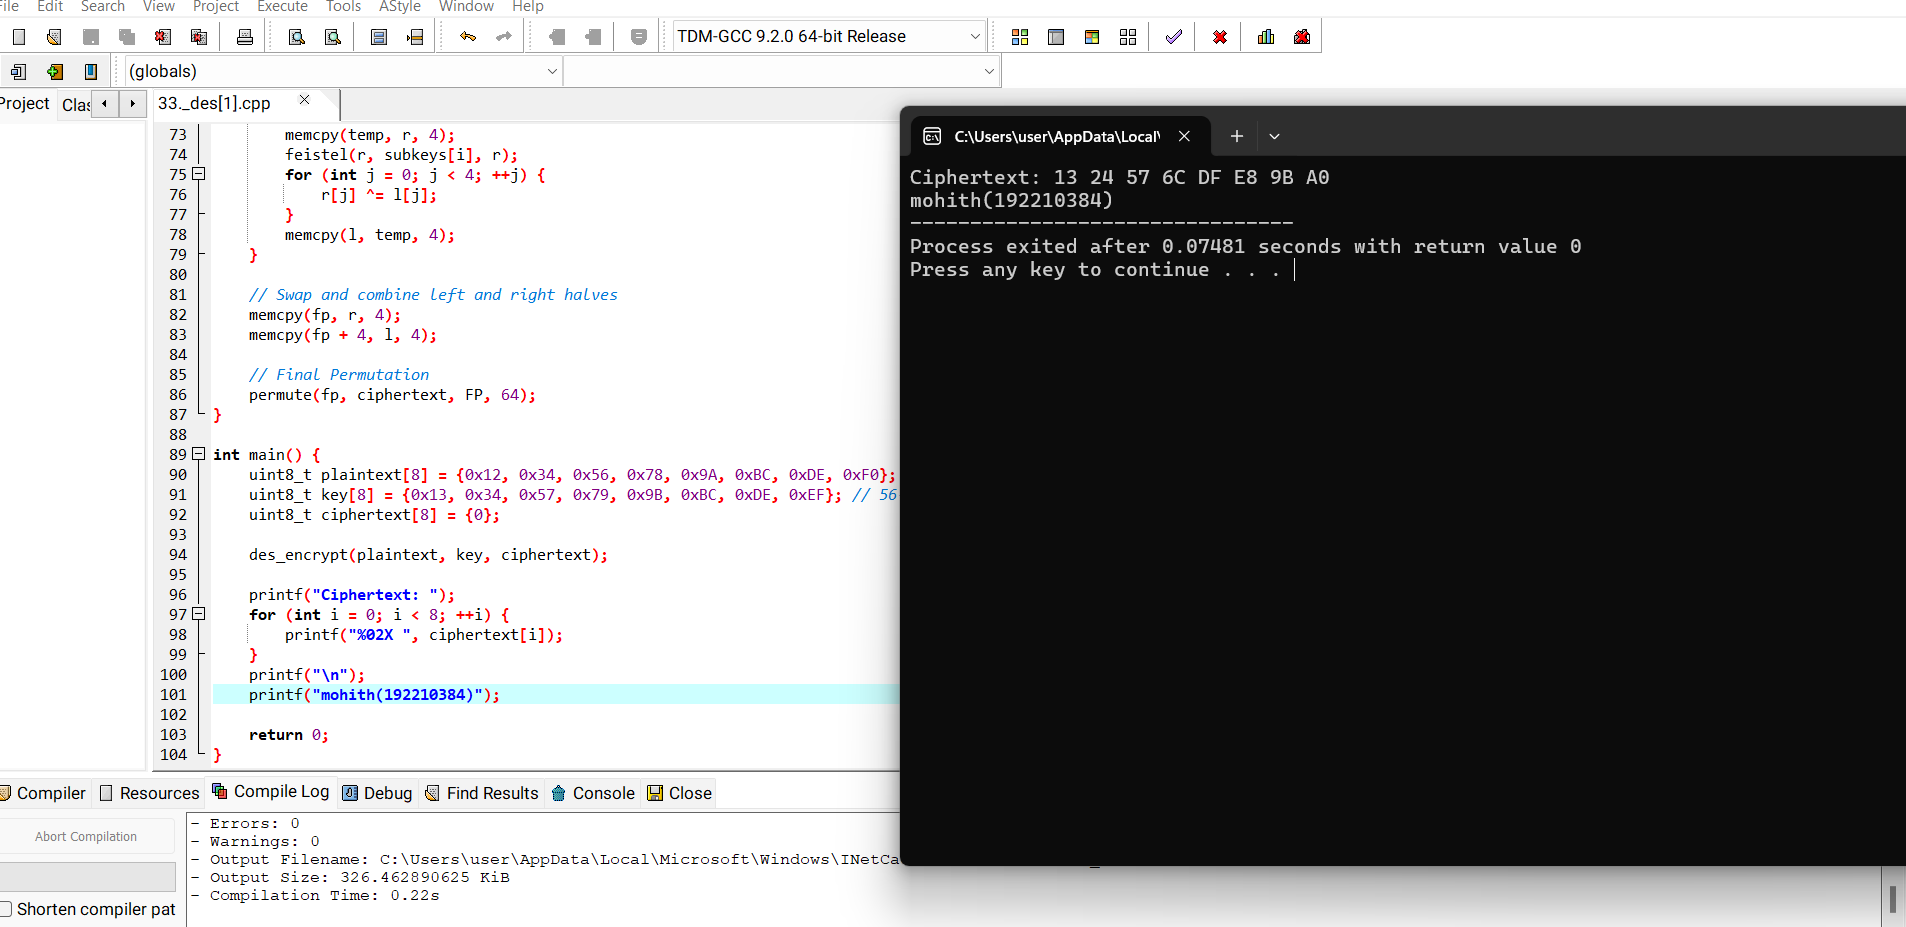 File Edit Search View Project Execute Tools AStyle Window Help
TDM-GCC 9.2.0 64-bit Release
(globals)
Project Clas
33._des[1].cpp
73 memcpy(temp, r, 4);
74 feistel(r, subkeys[i], r);
75 for (int j = 0; j < 4; ++j) {
76 r[j] ^= l[j];
77 }
78 memcpy(l, temp, 4);
79 }
80
81 // Swap and combine left and right halves
82 memcpy(fp, r, 4);
83 memcpy(fp + 4, l, 4);
84
85 // Final Permutation
86 permute(fp, ciphertext, FP, 64);
87 }
88
89 int main() {
90 uint8_t plaintext[8] = {0x12, 0x34, 0x56, 0x78, 0x9A, 0xBC, 0xDE, 0xF0};
91 uint8_t key[8] = {0x13, 0x34, 0x57, 0x79, 0x9B, 0xBC, 0xDE, 0xEF}; // 56
92 uint8_t ciphertext[8] = {0};
93
94 des_encrypt(plaintext, key, ciphertext);
95
96 printf("Ciphertext: ");
97 for (int i = 0; i < 8; ++i) {
98 printf("%02X ", ciphertext[i]);
99 }
100 printf("\n");
101 printf("mohith(192210384)");
102
103 return 0;
104 }
C:\Users\user\AppData\Local\
Ciphertext: 13 24 57 6C DF E8 9B A0
mohith(192210384)
--------------------------------
Process exited after 0.07481 seconds with return value 0
Press any key to continue . . .
Compiler Resources Compile Log Debug Find Results Console Close
Abort Compilation
Shorten compiler pat
- Errors: 0
- Warnings: 0
- Output Filename: C:\Users\user\AppData\Local\Microsoft\Windows\INetCa
- Output Size: 326.462890625 KiB
- Compilation Time: 0.22s